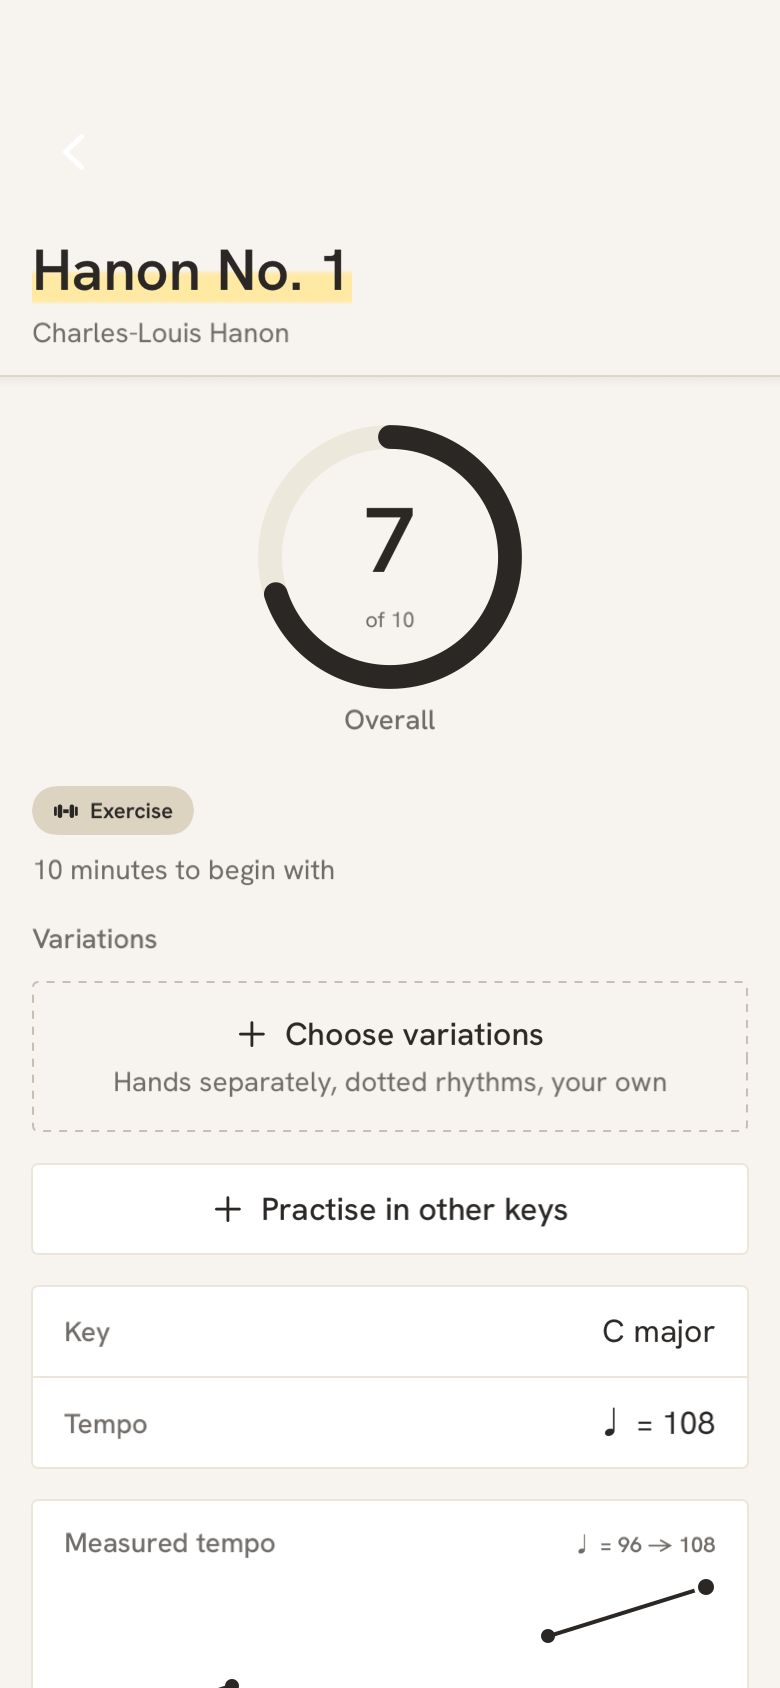 Hanon No. 1
Charles-Louis Hanon
7
of 10
Overall
Exercise
10 minutes to begin with
Variations
+ Choose variations
Hands separately, dotted rhythms, your own
+ Practise in other keys
Key C major
Tempo ♩ = 108
Measured tempo ♩ = 96 → 108